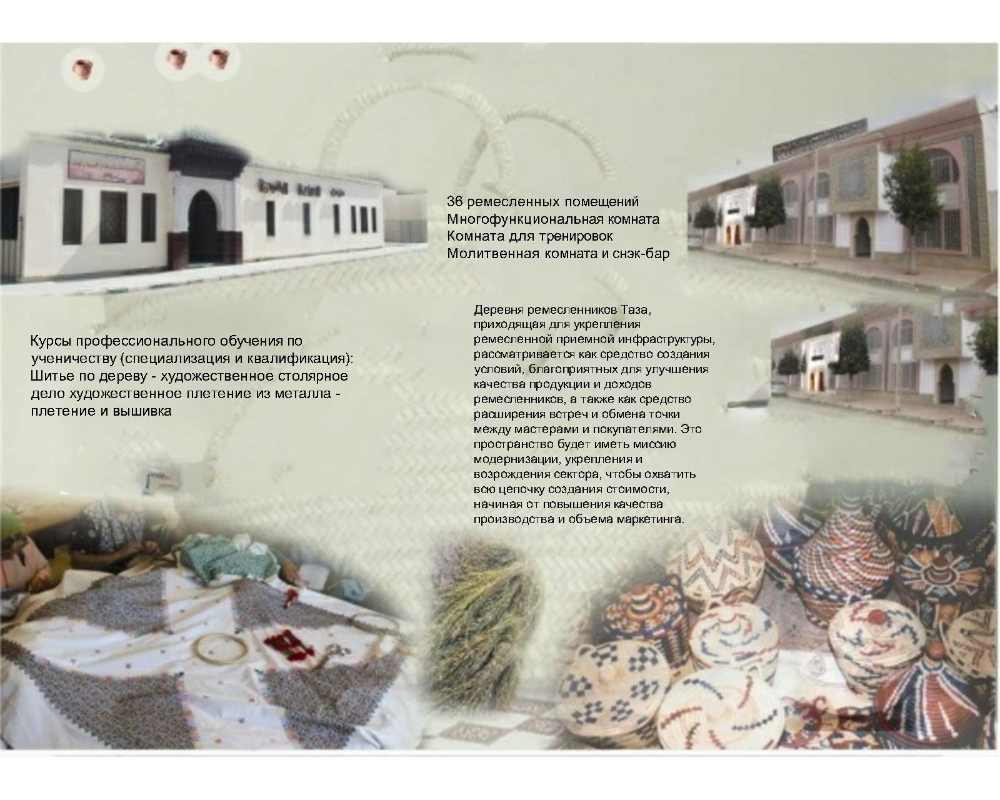 36 ремесленных помещений
Многофункциональная комната
Комната для тренировок
Молитвенная комната и снэк-бар
Курсы профессионального обучения по
ученичеству (специализация и квалификация):
Шитье по дереву - художественное столярное
дело художественное плетение из металла -
плетение и вышивка
Деревня ремесленников Таза,
приходящая для укрепления
ремесленной приемной инфраструктуры,
рассматривается как средство создания
условий, благоприятных для улучшения
качества продукции и доходов
ремесленников, а также как средство
расширения встреч и обмена точки
между мастерами и покупателями. Это
пространство будет иметь миссию
модернизации, укрепления и
возрождения сектора, чтобы охватить
всю цепочку создания стоимости,
начиная от повышения качества
производства и объема маркетинга.